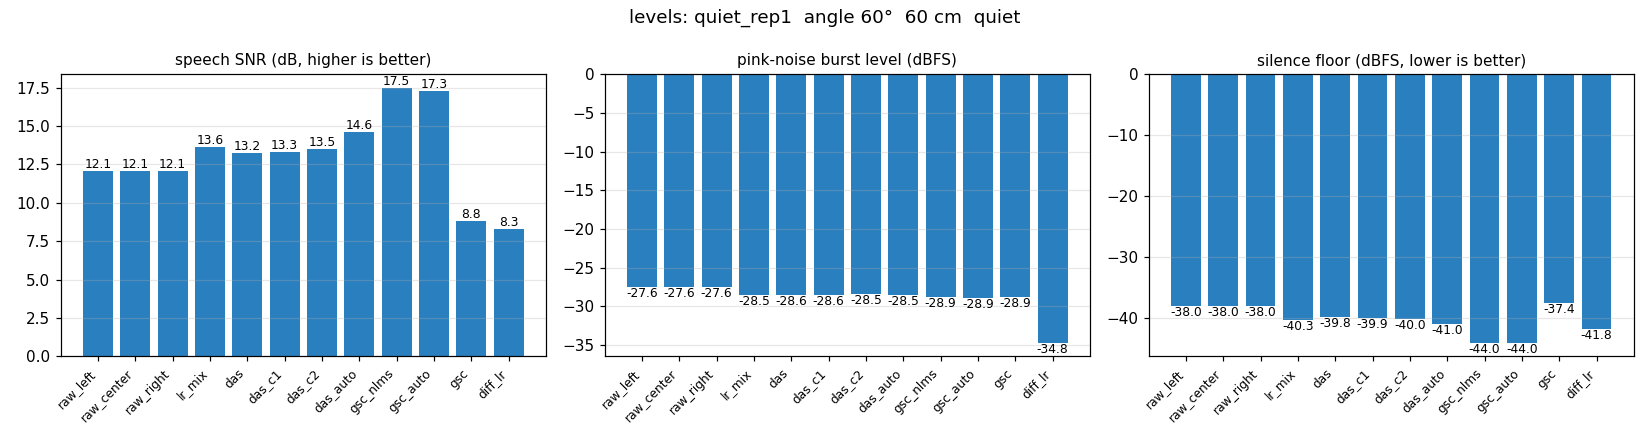 levels: quiet_rep1 angle 60° 60 cm quiet
speech SNR (dB, higher is better)
17.5
15.0
12.5
10.0
7.5
5.0
2.5
0.0
12.1
12.1
12.1
13.6
13.2
13.3
13.5
14.6
17.5
17.3
8.8
8.3
raw_left
raw_center
raw_right
lr_mix
das
das_c1
das_c2
das_auto
gsc_nlms
gsc_auto
gsc
diff_lr
pink-noise burst level (dBFS)
0
−5
−10
−15
−20
−25
−30
−35
-27.6
-27.6
-27.6
-28.5
-28.6
-28.6
-28.5
-28.5
-28.9
-28.9
-28.9
-34.8
raw_left
raw_center
raw_right
lr_mix
das
das_c1
das_c2
das_auto
gsc_nlms
gsc_auto
gsc
diff_lr
silence floor (dBFS, lower is better)
0
−10
−20
−30
−40
-38.0
-38.0
-38.0
-40.3
-39.8
-39.9
-40.0
-41.0
-44.0
-44.0
-37.4
-41.8
raw_left
raw_center
raw_right
lr_mix
das
das_c1
das_c2
das_auto
gsc_nlms
gsc_auto
gsc
diff_lr